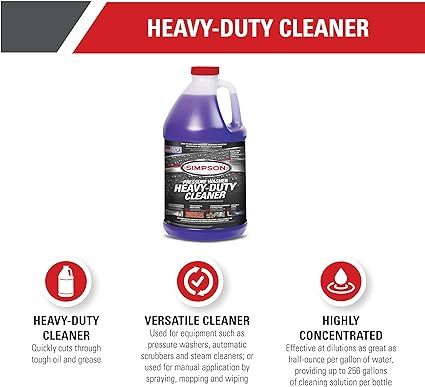 HEAVY-DUTY CLEANER
SIMPSON
PRESSURE WASHER
HEAVY-DUTY
CLEANER
HEAVY-DUTY
CLEANER
Quickly cuts through
tough oil and grease
VERSATILE CLEANER
Used for equipment such as
pressure washers, automatic
scrubbers and steam cleaners; or
used for manual application by
spraying, mopping and wiping
HIGHLY
CONCENTRATED
Effective at dilutions as great as
half-ounce per gallon of water,
providing up to 256 gallons
of cleaning solution per bottle